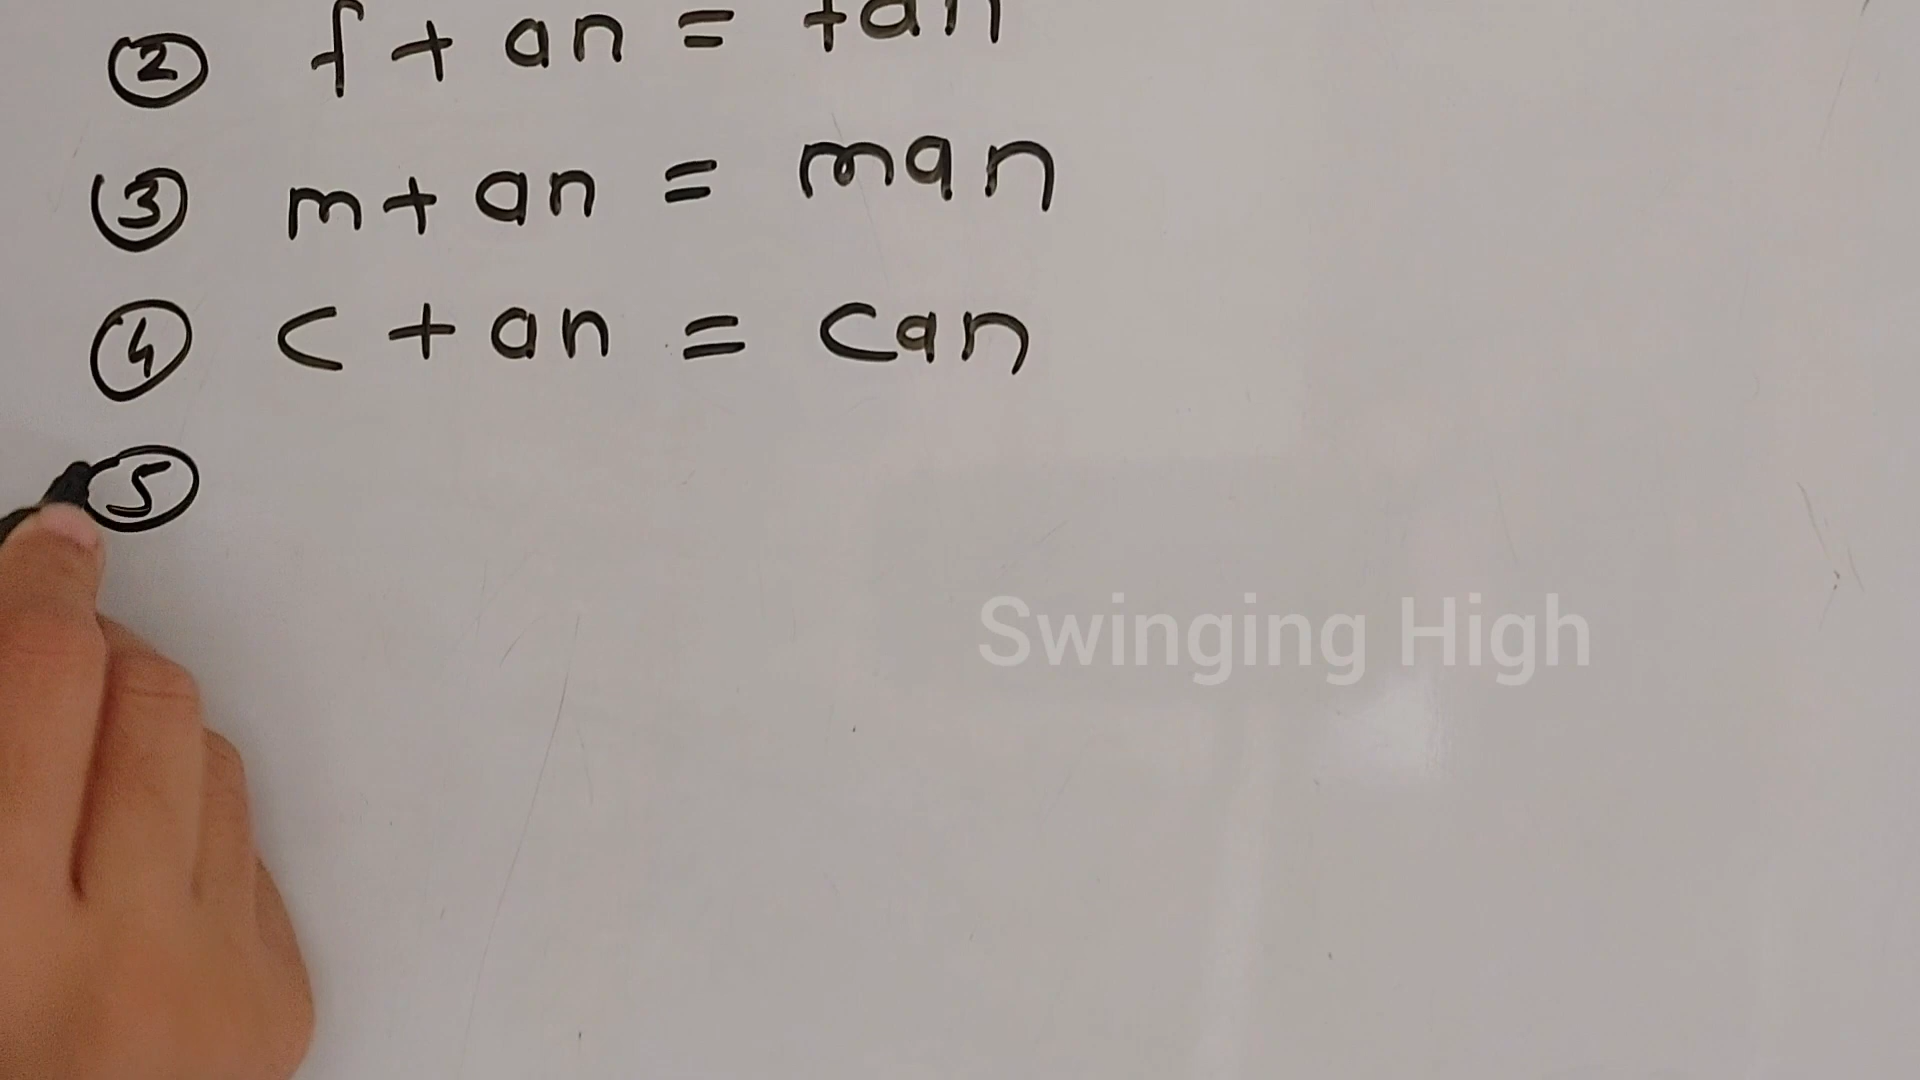 ② f + an = fan
③ m + an = man
④ c + an = can
⑤
Swinging High